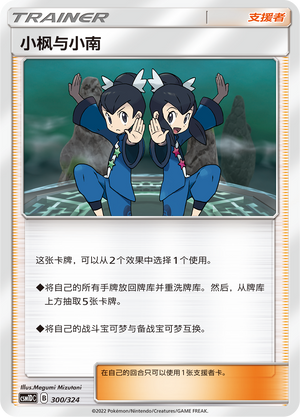 TRAINER 支援者
小枫与小南
这张卡牌，可以从2个效果中选择1个使用。
◆将自己的所有手牌放回牌库并重洗牌库。然后，从牌库
上方抽取5张卡牌。
◆将自己的战斗宝可梦与备战宝可梦互换。
在自己的回合只可以使用1张支援者卡。
Illus.Megumi Mizutani
CSM1DC B 300/324
©2022 Pokémon/Nintendo/Creatures/GAME FREAK.